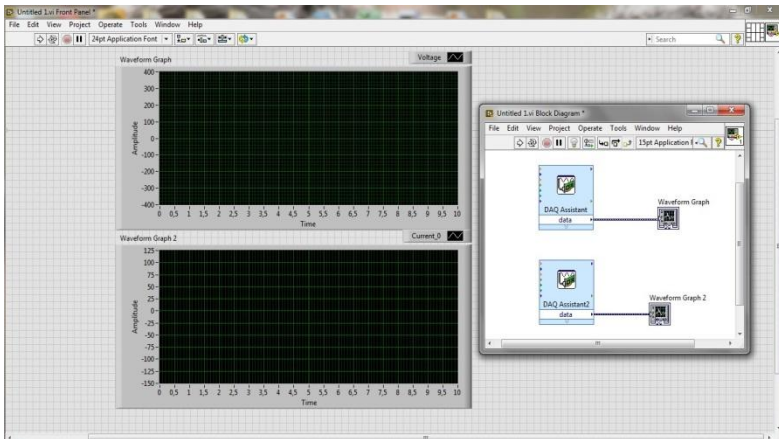 Untitled 1.vi Front Panel *
File Edit View Project Operate Tools Window Help
24pt Application Font
Search
Waveform Graph
Voltage
400
300
200
100
0
-100
-200
-300
-400
Amplitude
0 0,5 1 1,5 2 2,5 3 3,5 4 4,5 5 5,5 6 6,5 7 7,5 8 8,5 9 9,5 10
Time
Waveform Graph 2
Current_0
125
100
75
50
25
0
-25
-50
-75
-100
-125
-150
Amplitude
0 0,5 1 1,5 2 2,5 3 3,5 4 4,5 5 5,5 6 6,5 7 7,5 8 8,5 9 9,5 10
Time
Untitled 1.vi Block Diagram *
File Edit View Project Operate Tools Window Help
15pt Application
DAQ Assistant
data
Waveform Graph
DAQ Assistant2
data
Waveform Graph 2